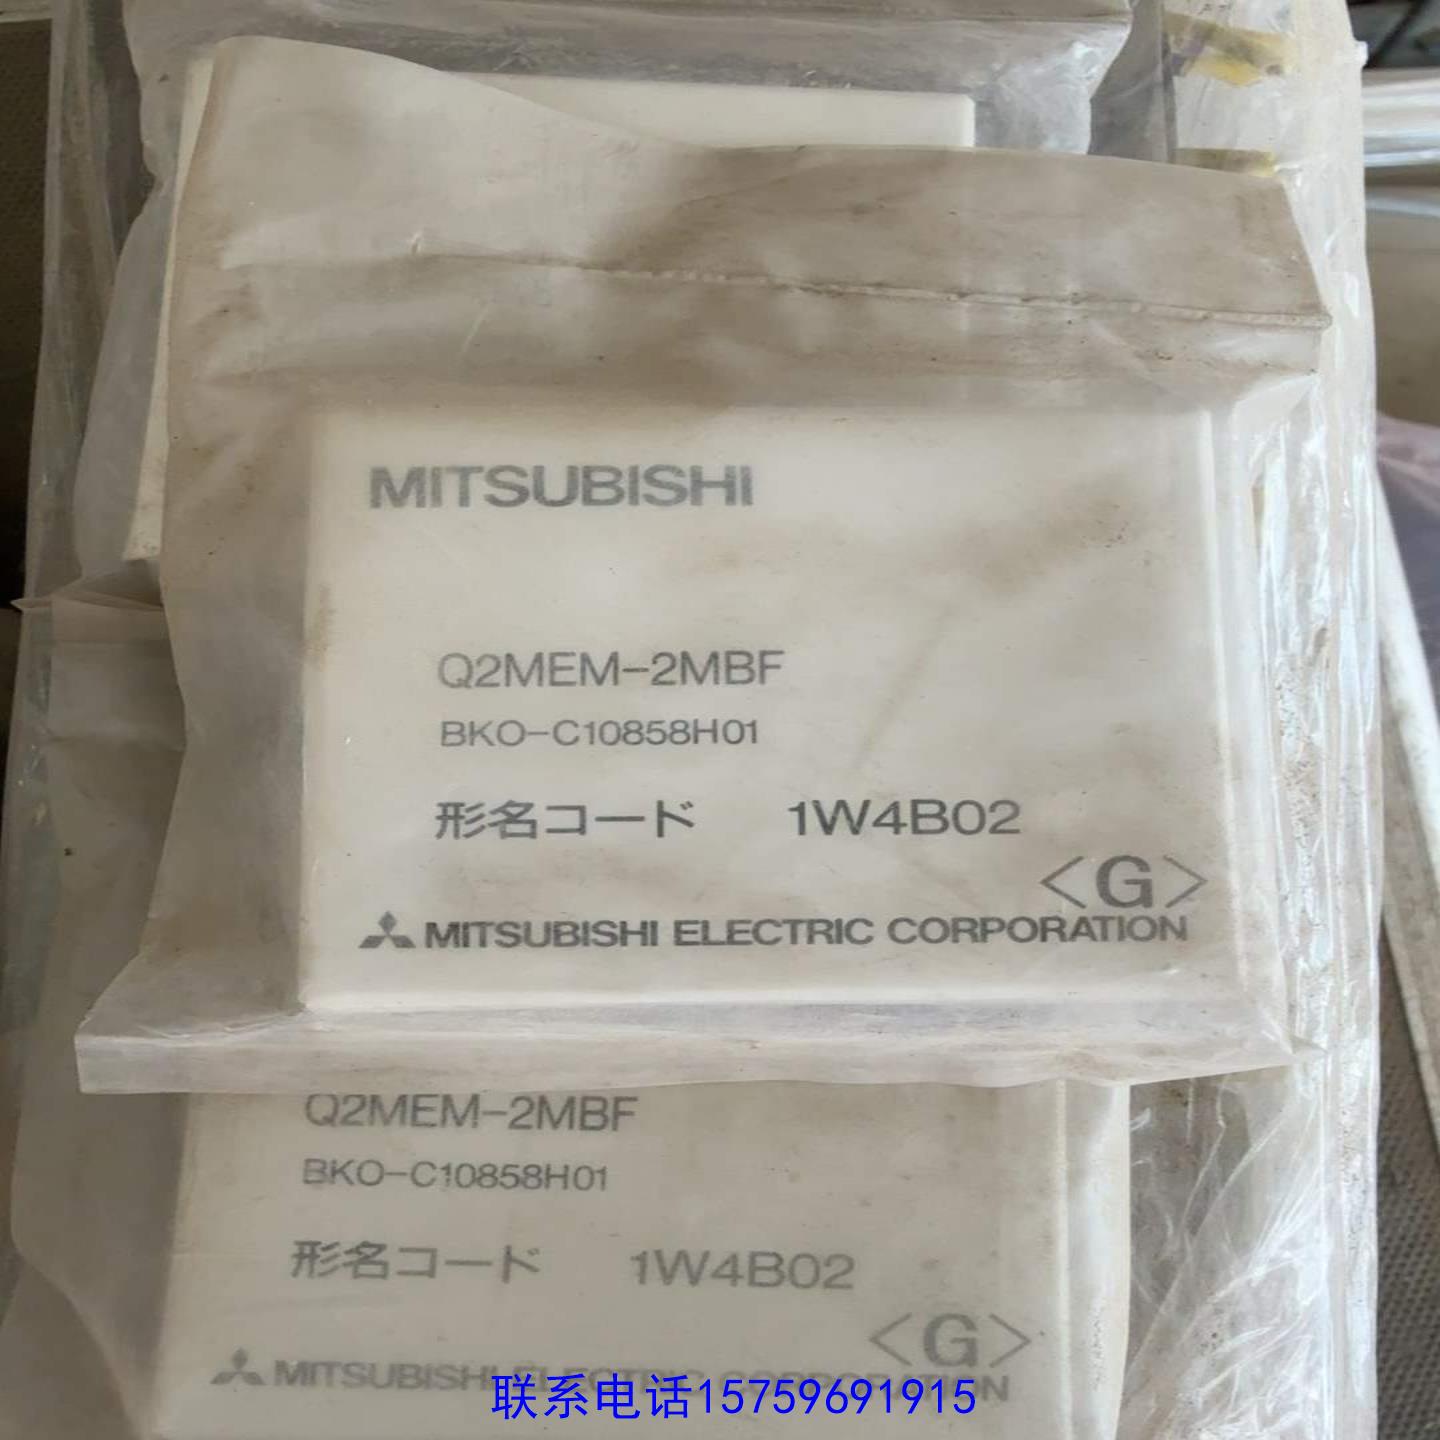 MITSUBISHI
Q2MEM-2MBF
BKO-C10858H01
形名コード 1W4B02
<G>
MITSUBISHI ELECTRIC CORPORATION
Q2MEM-2MBF
BKO-C10858H01
形名コード 1W4B02
<G>
MITSUBISHI ELECTRIC CORPORATION
联系电话15759691915